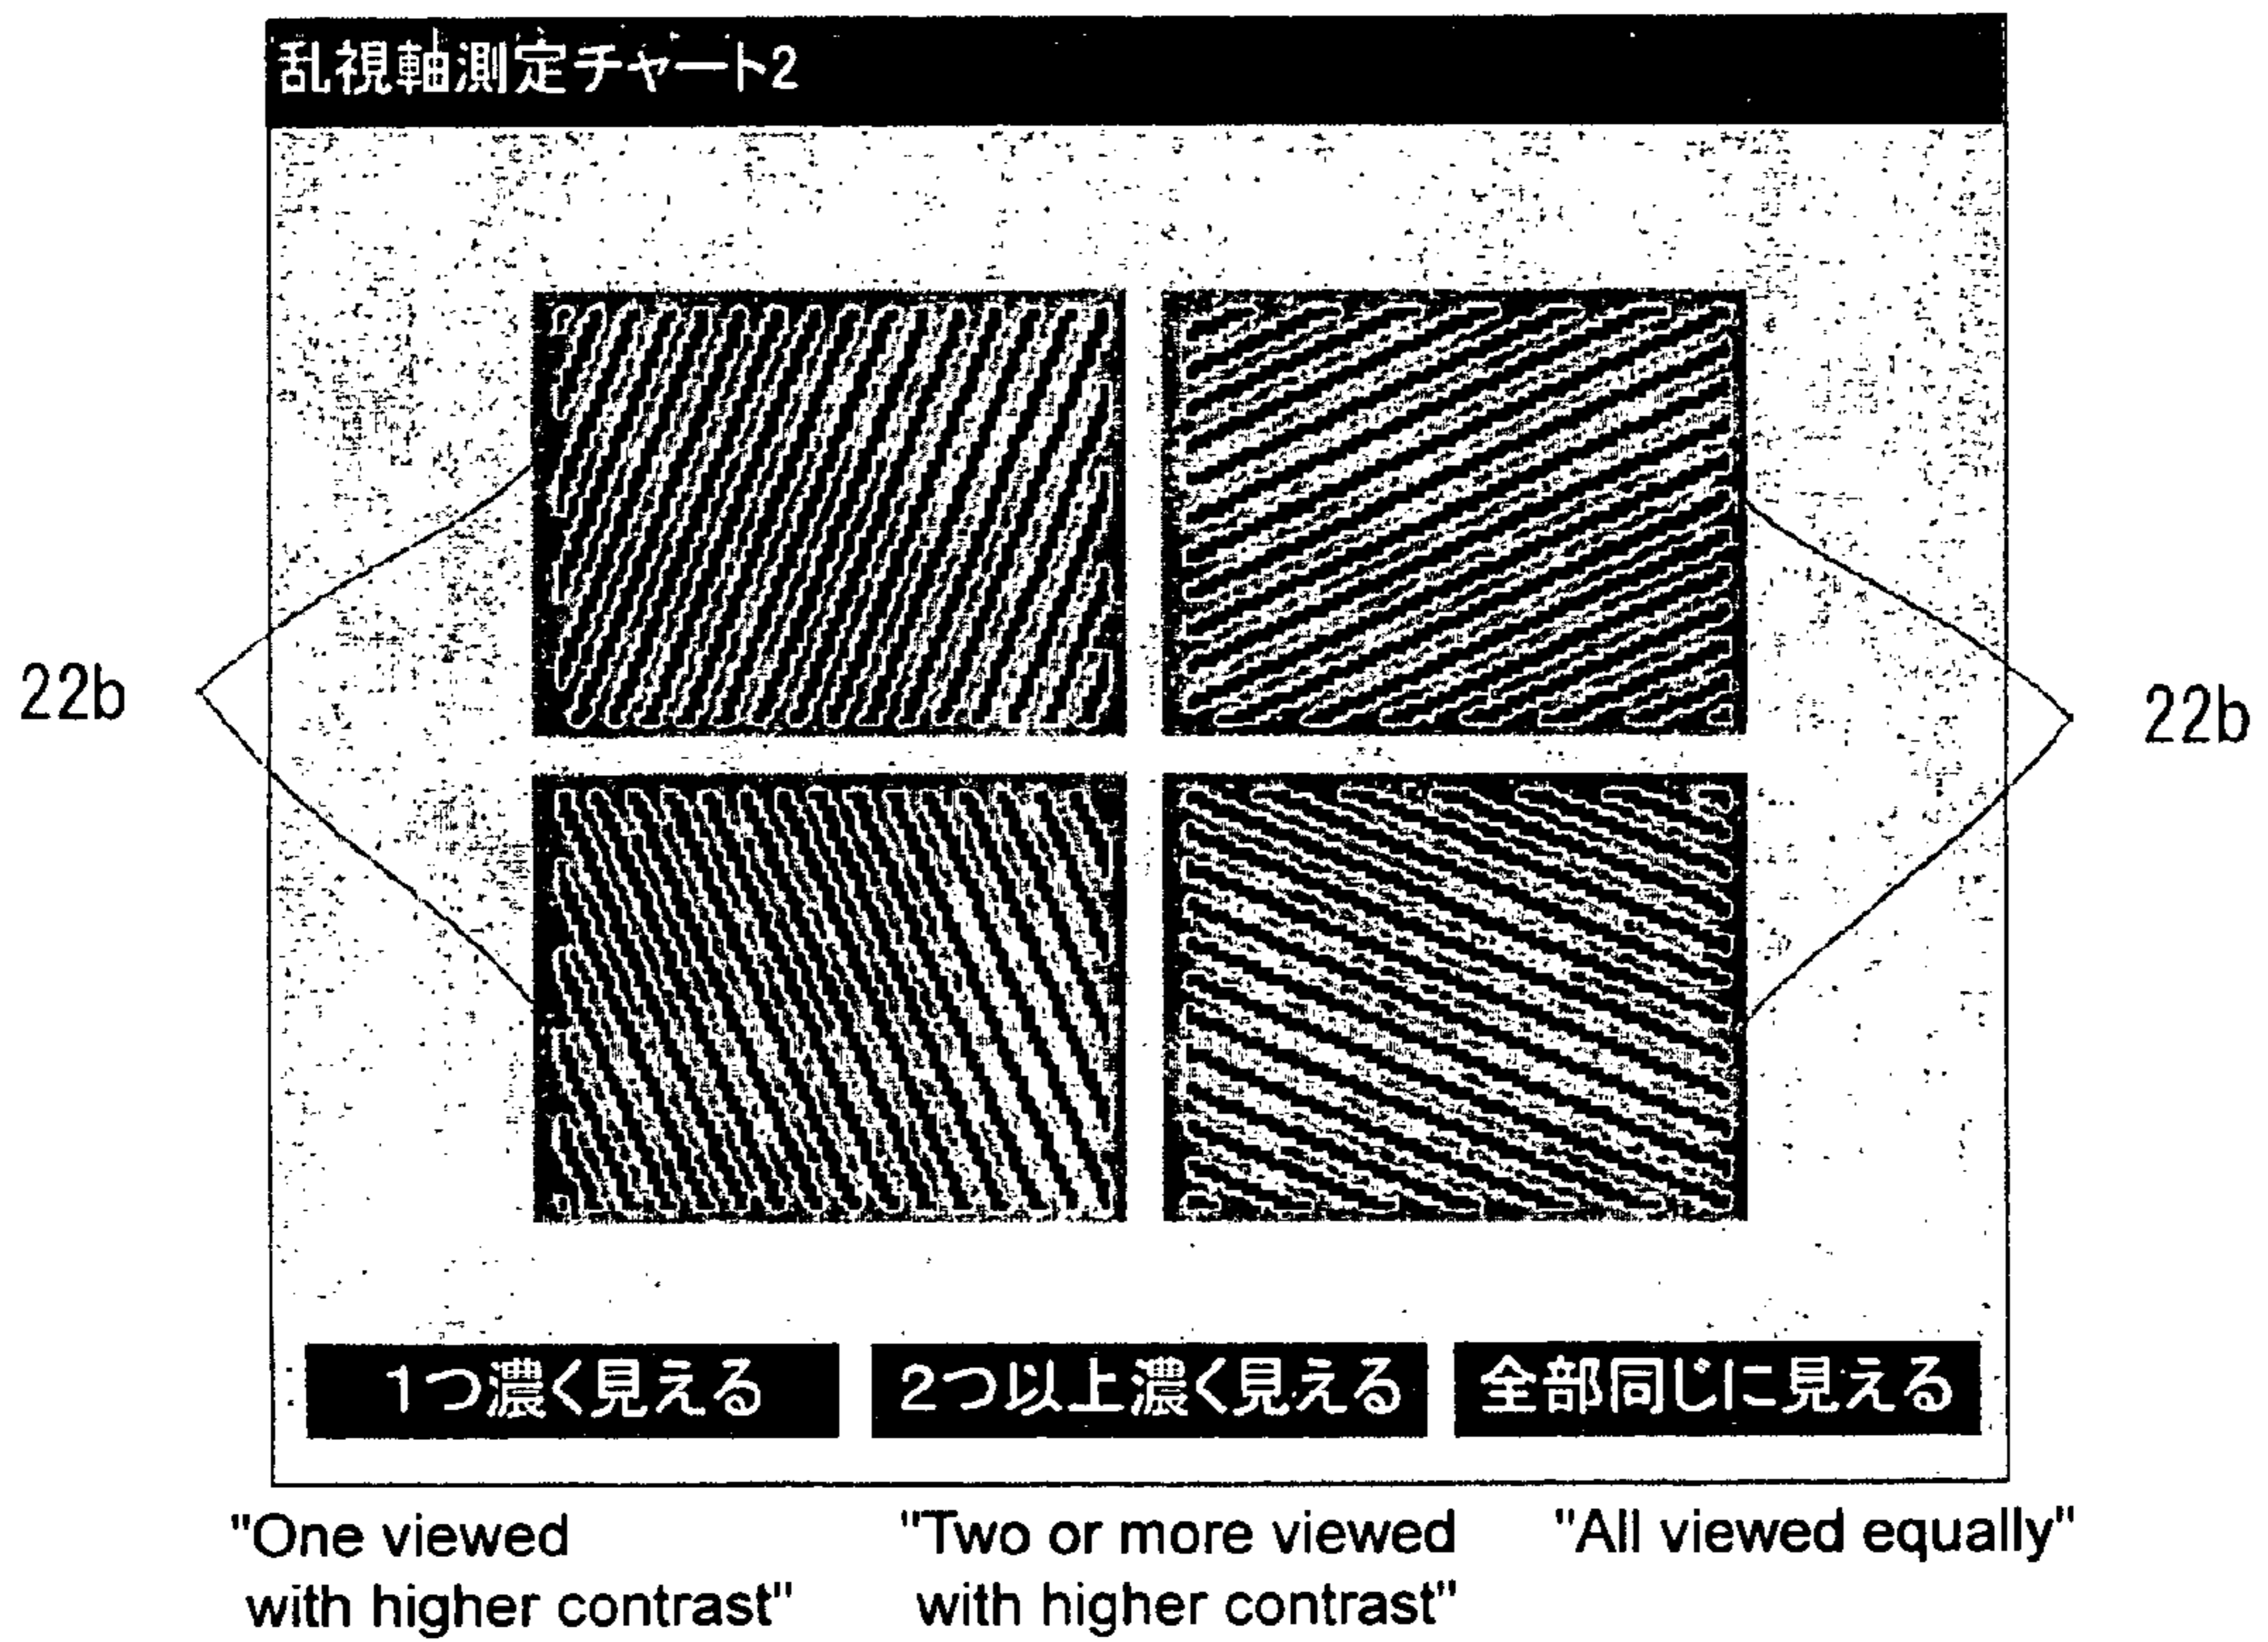 乱視軸測定チャート2
22b
22b
1つ濃く見える
2つ以上濃く見える
全部同じに見える
"One viewed
with higher contrast"
"Two or more viewed
with higher contrast"
"All viewed equally"